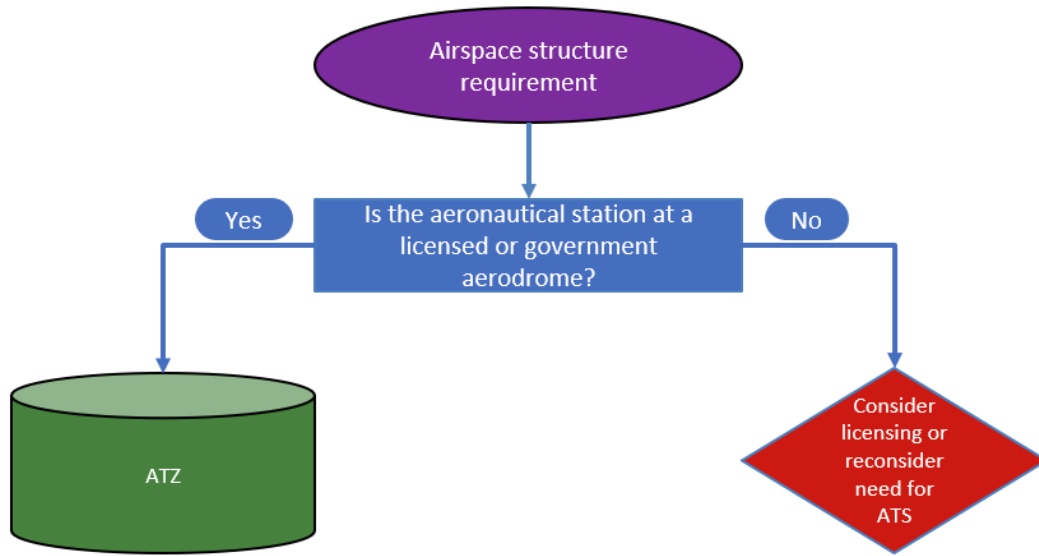 Airspace structure
requirement
Yes
Is the aeronautical station at a
licensed or government
aerodrome?
No
ATZ
Consider
licensing or
reconsider
need for
ATS